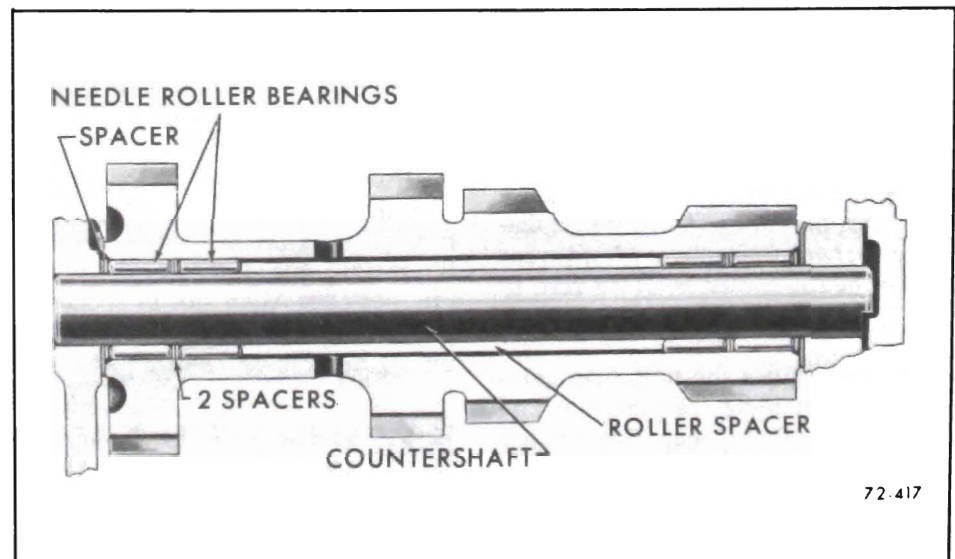 NEEDLE ROLLER BEARINGS
SPACER
2 SPACERS
ROLLER SPACER
COUNTERSHAFT
72-417